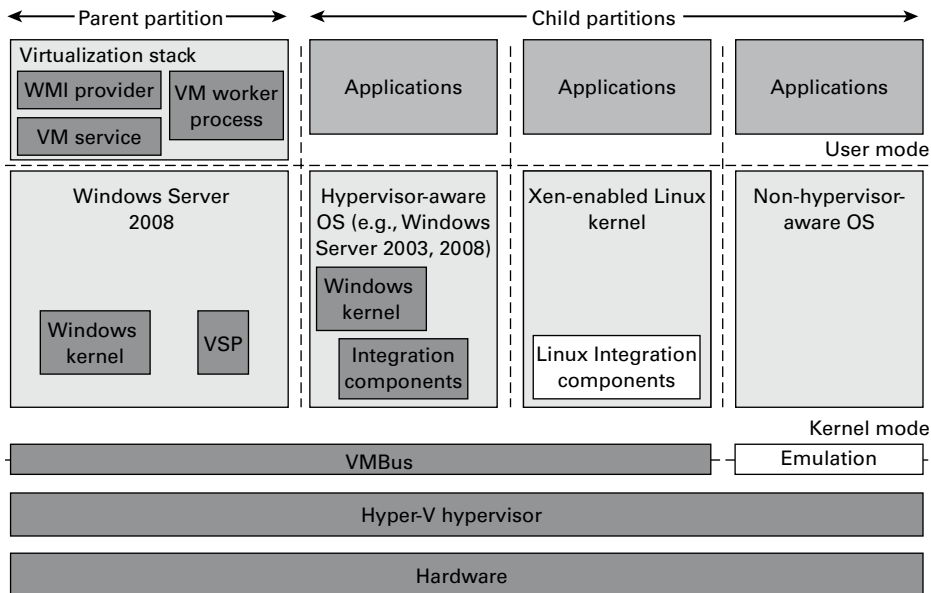 Parent partition
Child partitions
Virtualization stack
WMI provider
VM service
VM worker
process
Applications
Applications
Applications
User mode
Windows Server
2008
Windows
kernel
VSP
Hypervisor-aware
OS (e.g., Windows
Server 2003, 2008)
Windows
kernel
Integration
components
Xen-enabled Linux
kernel
Linux Integration
components
Non-hypervisor-
aware OS
Kernel mode
VMBus
Emulation
Hyper-V hypervisor
Hardware